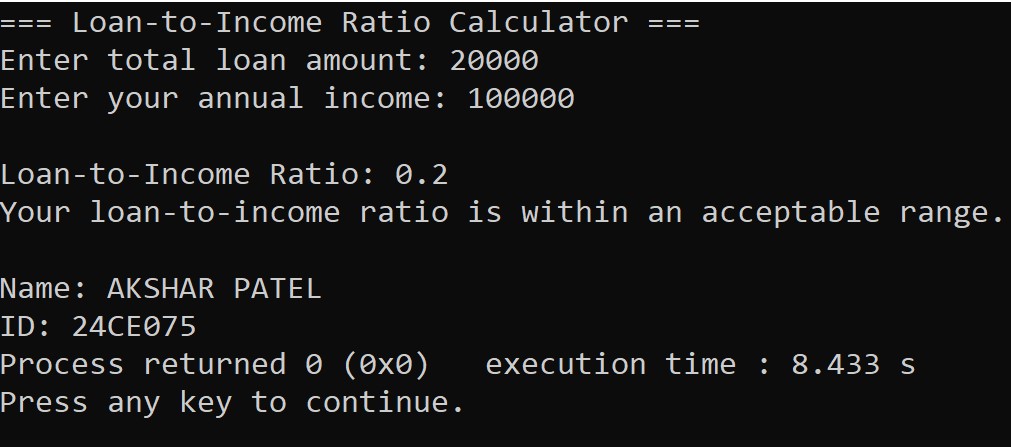 === Loan-to-Income Ratio Calculator ===
Enter total loan amount: 20000
Enter your annual income: 100000
Loan-to-Income Ratio: 0.2
Your loan-to-income ratio is within an acceptable range.
Name: AKSHAR PATEL
ID: 24CE075
Process returned 0 (0x0)   execution time : 8.433 s
Press any key to continue.